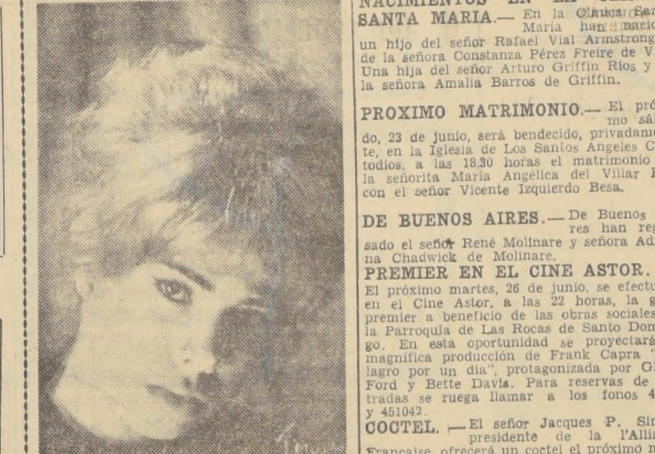 NACIMIENTOS EN LA
SANTA MARIA.— En la Clínica San
María han nacid
un hijo del señor Rafael Vial Armstrong
de la señora Constanza Pérez Freire de V
Una hija del señor Arturo Griffin Ríos y
la señora Amalia Barros de Griffin.
PROXIMO MATRIMONIO.— El pró
mo sáb
do, 23 de junio, será bendecido, privadame
te, en la Iglesia de Los Santos Angeles C
todios, a las 18,30 horas el matrimonio
la señorita María Angélica del Villar
con el señor Vicente Izquierdo Besa.
DE BUENOS AIRES.— De Buenos
res han reg
sado el señor René Molinare y señora Ad
na Chadwick de Molinare.
PREMIER EN EL CINE ASTOR.
El próximo martes, 26 de junio, se efectu
en el Cine Astor, a las 22 horas, la g
premier a beneficio de las obras sociales
la Parroquia de Las Rocas de Santo Dom
go. En esta oportunidad se proyectará
magnífica producción de Frank Capra "
lagro por un día", protagonizada por Gl
Ford y Bette Davis. Para reservas de
tradas se ruega llamar a los fonos 4
y 451042.
COCTEL. —El señor Jacques P. Sir
presidente de la l'Alli
Française, ofrecerá un coctel el próximo m